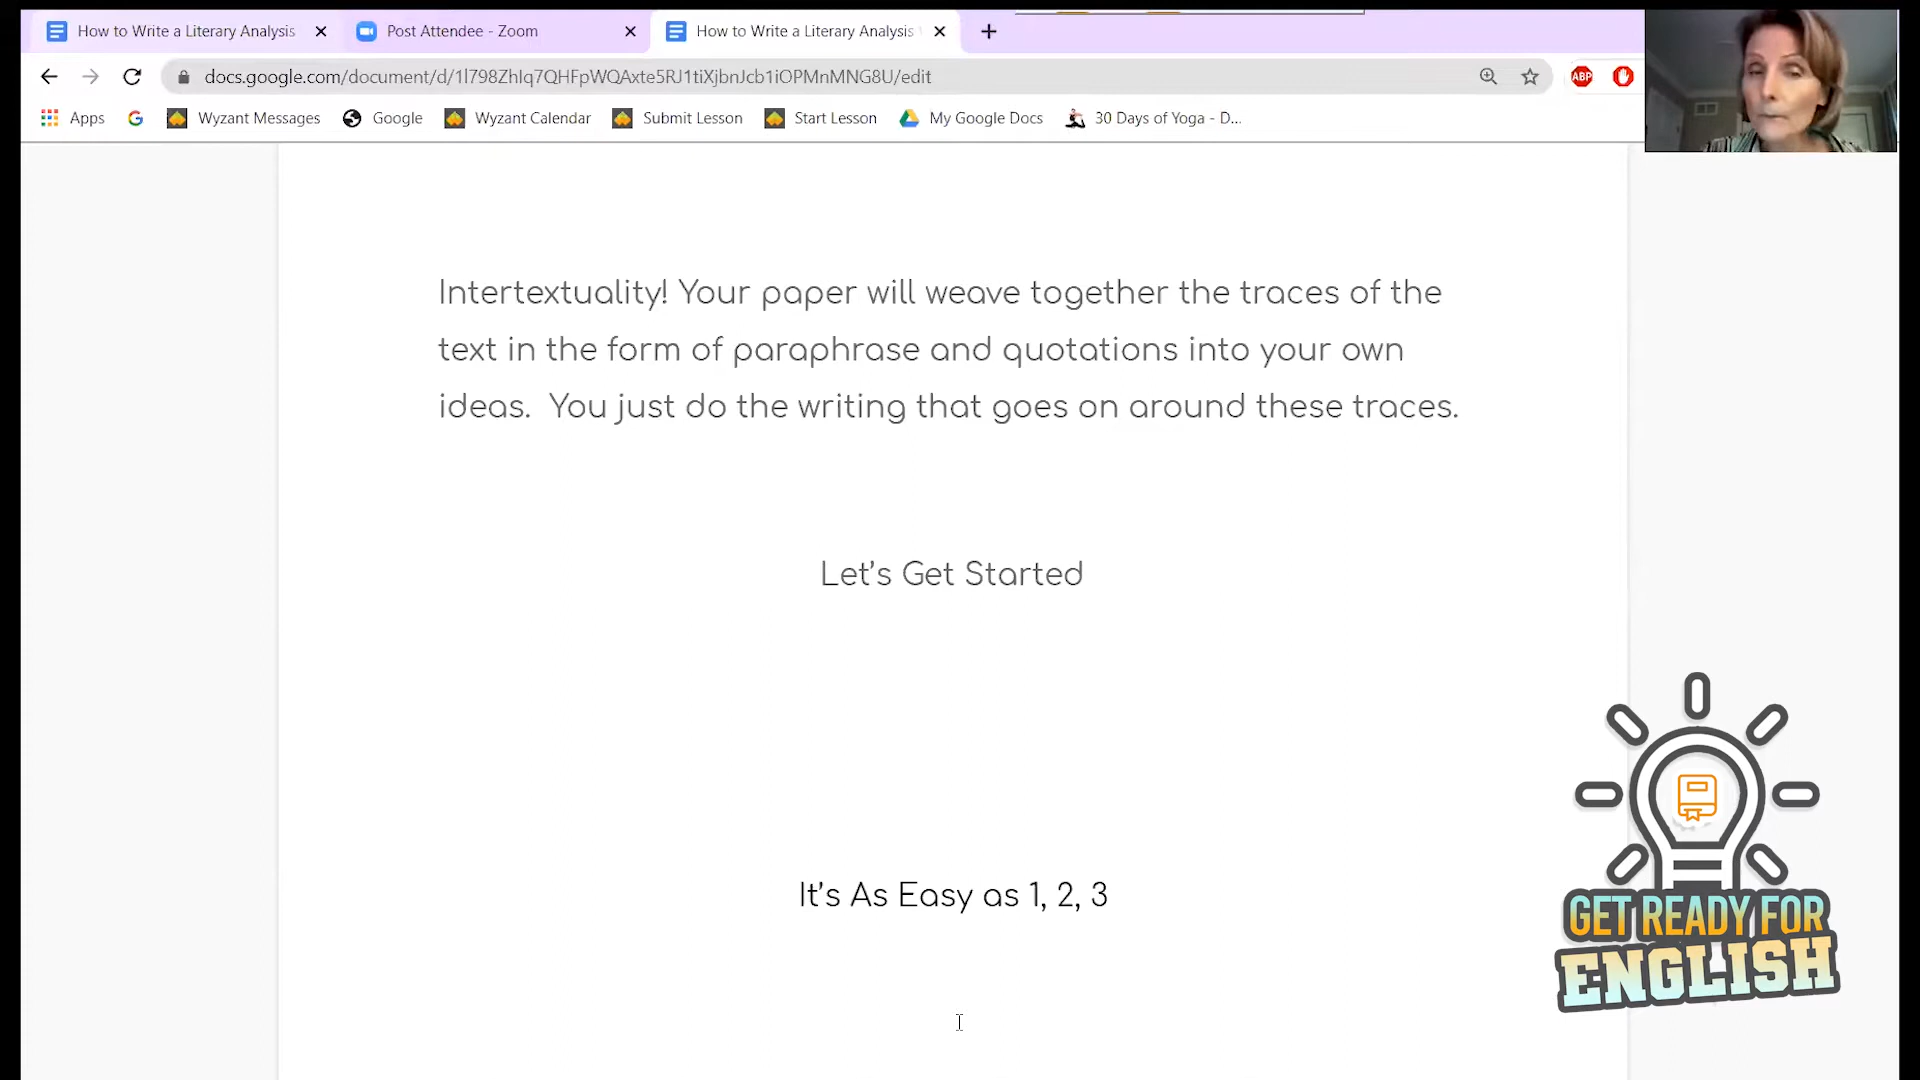 How to Write a Literary Analysis
Post Attendee - Zoom
How to Write a Literary Analysis
docs.google.com/document/d/1l798ZhIq7QHFpWQAxte5RJ1tiXjbnJcb1iOPMnMNG8U/edit
ABP
Apps
Wyzant Messages
Google
Wyzant Calendar
Submit Lesson
Start Lesson
My Google Docs
30 Days of Yoga - D...
Intertextuality! Your paper will weave together the traces of the
text in the form of paraphrase and quotations into your own
ideas. You just do the writing that goes on around these traces.
Let's Get Started
It's As Easy as 1, 2, 3
GET READY FOR
ENGLISH